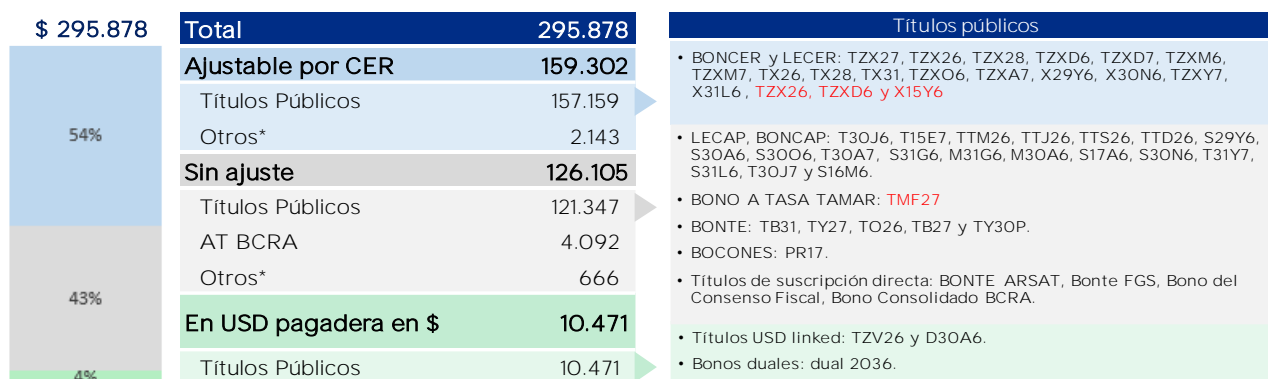 $ 295.878
54%
43%
4%
Total 295.878
Ajustable por CER 159.302
Títulos Públicos 157.159
Otros* 2.143
Sin ajuste 126.105
Títulos Públicos 121.347
AT BCRA 4.092
Otros* 666
En USD pagadera en $ 10.471
Títulos Públicos 10.471
Títulos públicos
• BONCER y LECER: TZX27, TZX26, TZX28, TZXD6, TZXD7, TZXM6,
TZXM7, TX26, TX28, TX31, TZXO6, TZXA7, X29Y6, X30N6, TZXY7,
X31L6 , TZX26, TZXD6 y X15Y6
• LECAP, BONCAP: T30J6, T15E7, TTM26, TTJ26, TTS26, TTD26, S29Y6,
S30A6, S30O6, T30A7, S31G6, M31G6, M30A6, S17A6, S30N6, T31Y7,
S31L6, T30J7 y S16M6.
• BONO A TASA TAMAR: TMF27
• BONTE: TB31, TY27, TO26, TB27 y TY30P.
• BOCONES: PR17.
• Títulos de suscripción directa: BONTE ARSAT, Bonte FGS, Bono del
Consenso Fiscal, Bono Consolidado BCRA.
• Títulos USD linked: TZV26 y D30A6.
• Bonos duales: dual 2036.